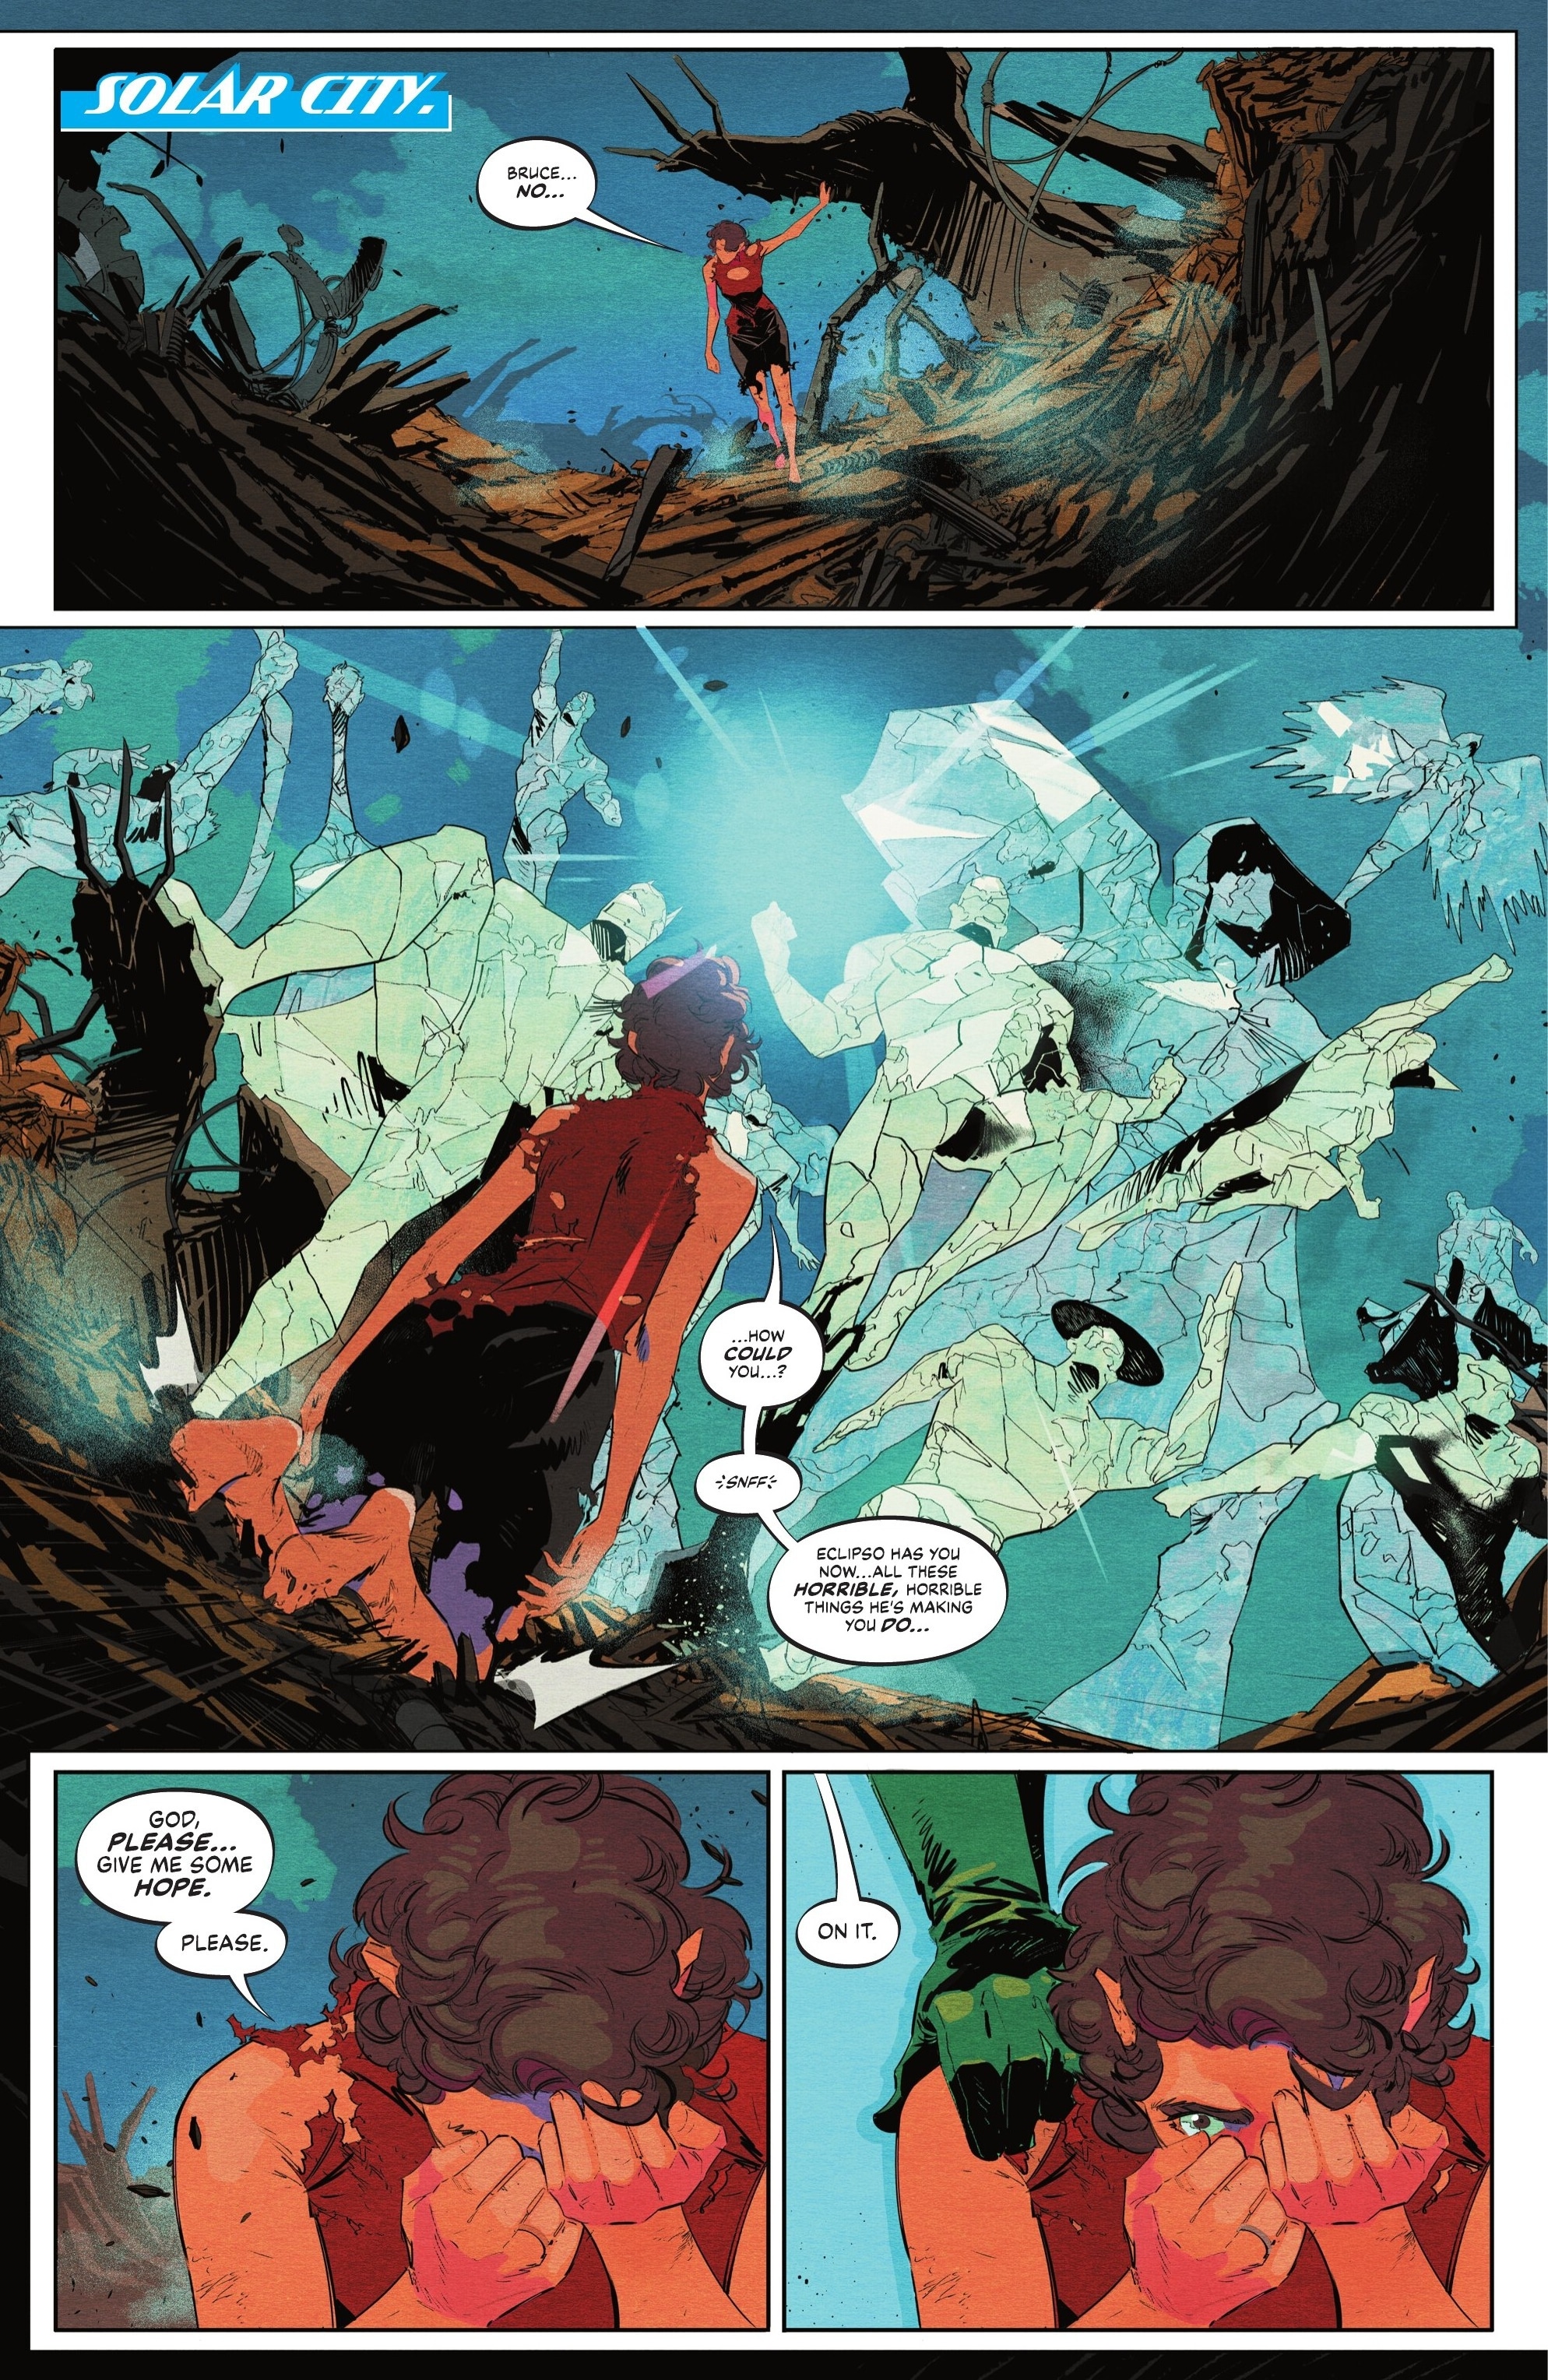 SOLAR CITY.
BRUCE...
NO...
...HOW
COULD
YOU...?
SNFF
ECLIPSO HAS YOU
NOW...ALL THESE
HORRIBLE, HORRIBLE
THINGS HE'S MAKING
YOU DO...
GOD,
PLEASE...
GIVE ME SOME
HOPE.
PLEASE.
ON IT.